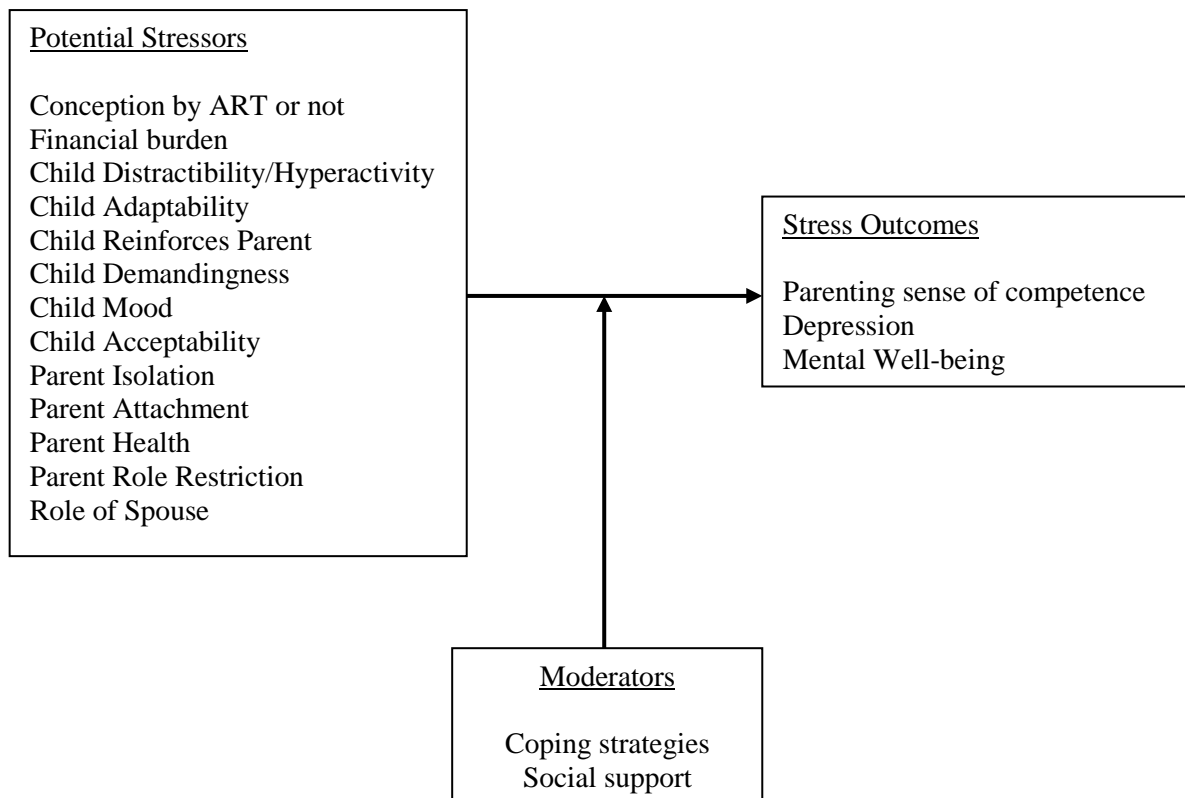 Potential Stressors
Conception by ART or not
Financial burden
Child Distractibility/Hyperactivity
Child Adaptability
Child Reinforces Parent
Child Demandingness
Child Mood
Child Acceptability
Parent Isolation
Parent Attachment
Parent Health
Parent Role Restriction
Role of Spouse
Stress Outcomes
Parenting sense of competence
Depression
Mental Well-being
Moderators
Coping strategies
Social support